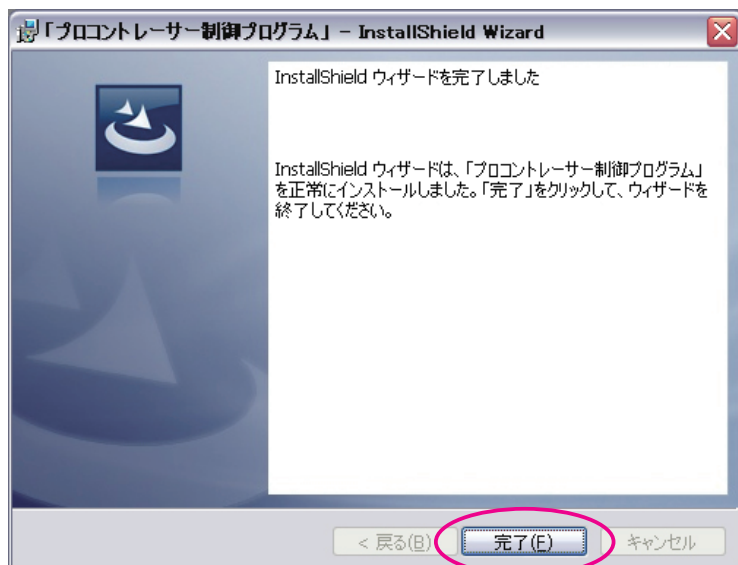 「プロコントレーサー制御プログラム」 - InstallShield Wizard
InstallShield ウィザードを完了しました
InstallShield ウィザードは、「プロコントレーサー制御プログラム」
を正常にインストールしました。「完了」をクリックして、ウィザードを
終了してください。
< 戻る(B) 完了(F) キャンセル